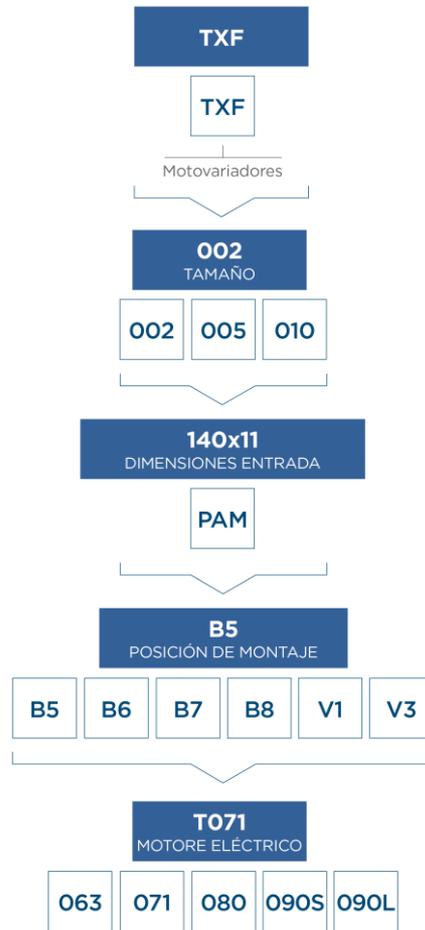 TXF
TXF
Motovariadores
002
TAMAÑO
002 005 010
140x11
DIMENSIONES ENTRADA
PAM
B5
POSICIÓN DE MONTAJE
B5 B6 B7 B8 V1 V3
T071
MOTORE ELÉCTRICO
063 071 080 090S 090L